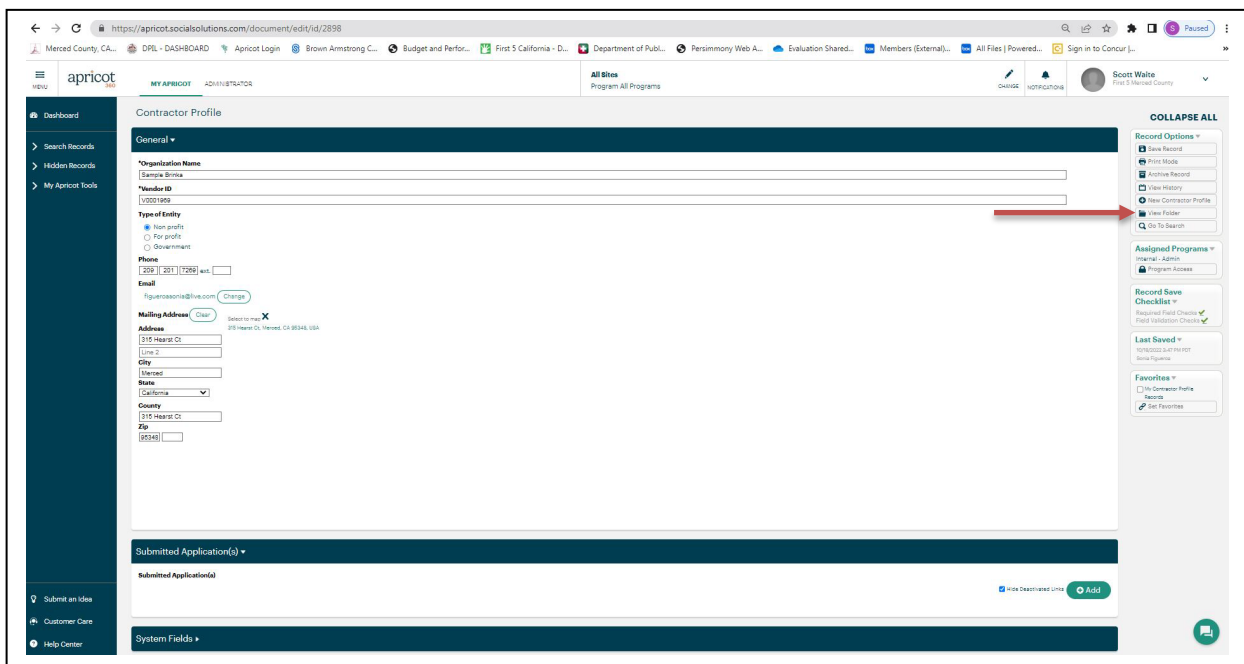 https://apricot.socialsolutions.com/document/edit/id/2898
S Paused
Merced County, CA... DPIL - DASHBOARD Apricot Login Brown Armstrong C... Budget and Perfor... First 5 California - D... Department of Publ... Persimmony Web A... Evaluation Shared... Members (External)... All Files | Powered... Sign in to Concur |... »
MENU
apricot 360
MY APRICOT ADMINISTRATOR
All Sites
Program All Programs
CHANGE NOTIFICATIONS
Scott Waite
First 5 Merced County
Dashboard
Search Records
Hidden Records
My Apricot Tools
Submit an Idea
Customer Care
Help Center
Contractor Profile
General
*Organization Name
Sample Brinka
*Vendor ID
V0001969
Type of Entity
Non profit
For profit
Government
Phone
209 201 7269 ext.
Email
figueroasonia@live.com Change
Mailing Address Clear Select to map X
315 Hearst Ct, Merced, CA 95348, USA
Address
315 Hearst Ct
Line 2
City
Merced
State
California
County
315 Hearst Ct
Zip
95348
Submitted Application(s)
Submitted Application(s)
Hide Deactivated Links Add
System Fields
COLLAPSE ALL
Record Options
Save Record
Print Mode
Archive Record
View History
New Contractor Profile
View Folder
Go To Search
Assigned Programs
Internal - Admin
Program Access
Record Save
Checklist
Required Field Checks
Field Validation Checks
Last Saved
Sonia Figueroa
Favorites
My Contractor Profile
Records
Set Favorites